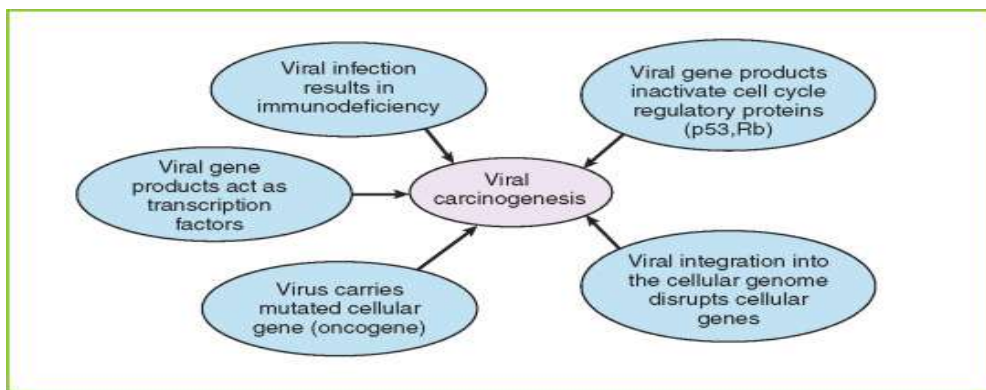 Viral infection
results in
immunodeficiency
Viral gene products
inactivate cell cycle
regulatory proteins
(p53,Rb)
Viral gene
products act as
transcription
factors
Viral
carcinogenesis
Virus carries
mutated cellular
gene (oncogene)
Viral integration into
the cellular genome
disrupts cellular
genes